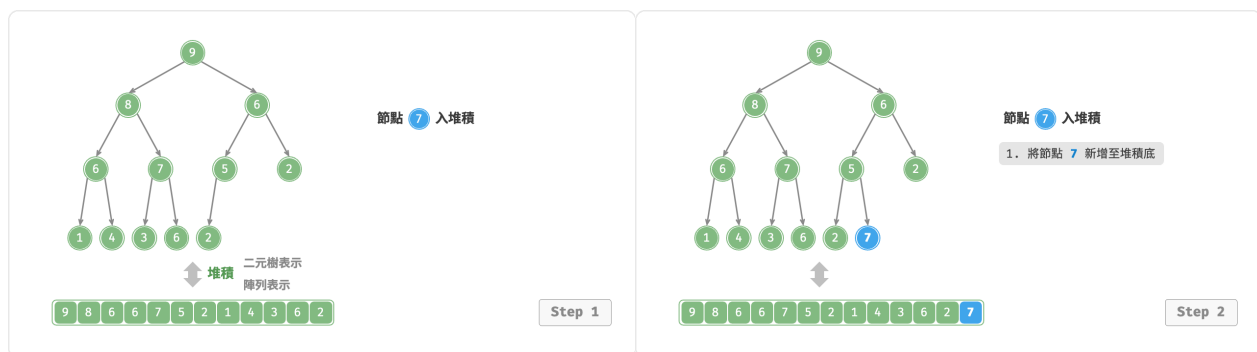 9
8 6
節點 7 入堆積
6 7 5 2
1 4 3 6 2
堆積
二元樹表示
陣列表示
9 8 6 6 7 5 2 1 4 3 6 2
Step 1
9
8 6
節點 7 入堆積
1. 將節點 7 新增至堆積底
6 7 5 2
1 4 3 6 2 7
9 8 6 6 7 5 2 1 4 3 6 2 7
Step 2